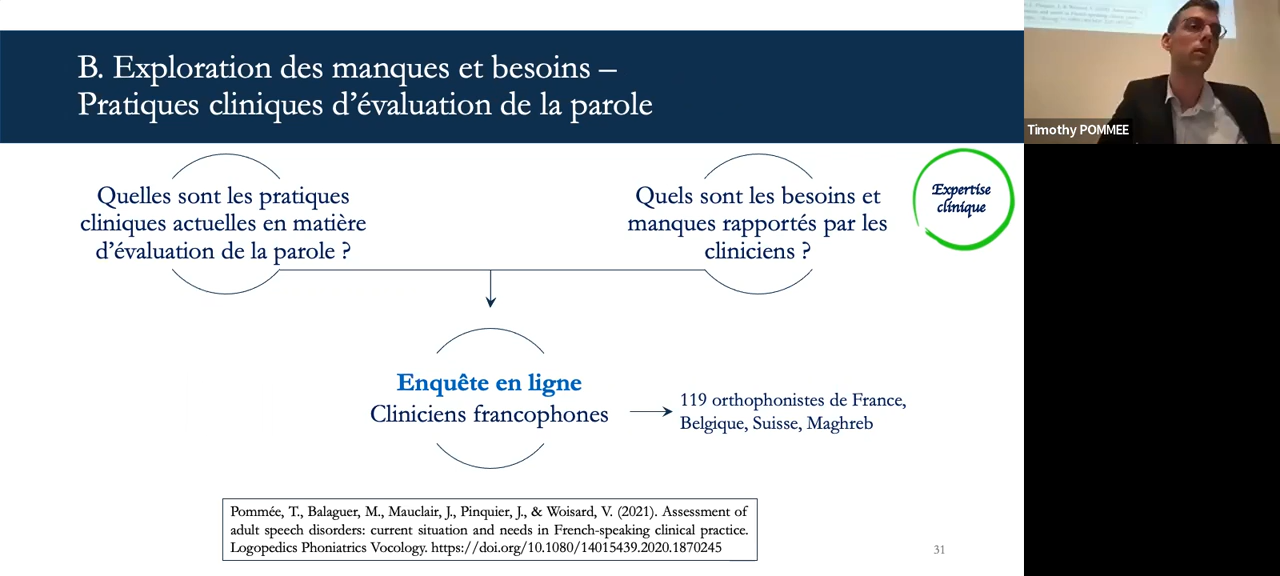 B. Exploration des manques et besoins –
Pratiques cliniques d’évaluation de la parole
Quelles sont les pratiques
cliniques actuelles en matière
d’évaluation de la parole ?
Quels sont les besoins et
manques rapportés par les
cliniciens ?
Expertise
clinique
Enquête en ligne
Cliniciens francophones
119 orthophonistes de France,
Belgique, Suisse, Maghreb
Pommée, T., Balaguer, M., Mauclair, J., Pinquier, J., & Woisard, V. (2021). Assessment of
adult speech disorders: current situation and needs in French-speaking clinical practice.
Logopedics Phoniatrics Vocology. https://doi.org/10.1080/14015439.2020.1870245
31
Timothy POMMEE